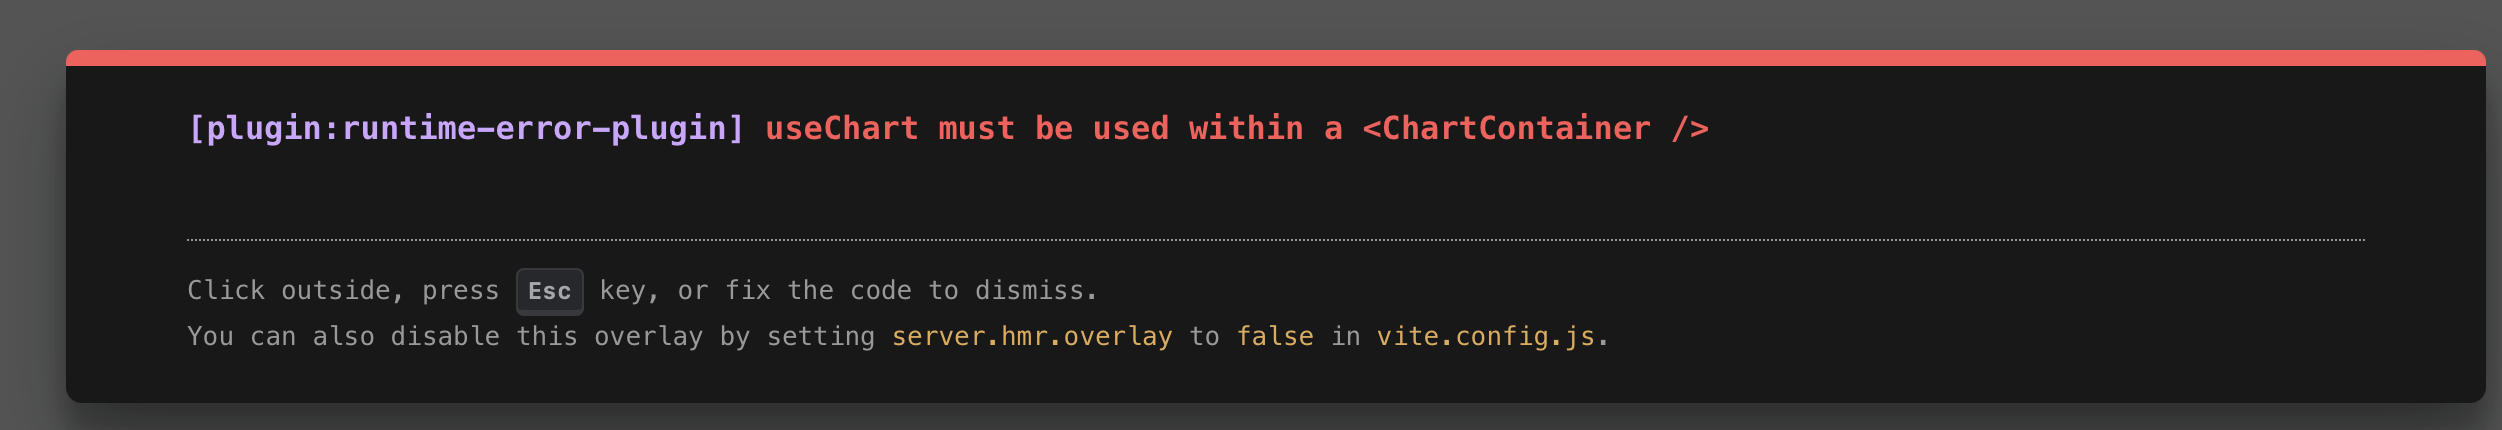 [plugin:runtime-error-plugin] useChart must be used within a <ChartContainer />
Click outside, press Esc key, or fix the code to dismiss.
You can also disable this overlay by setting server.hmr.overlay to false in vite.config.js.